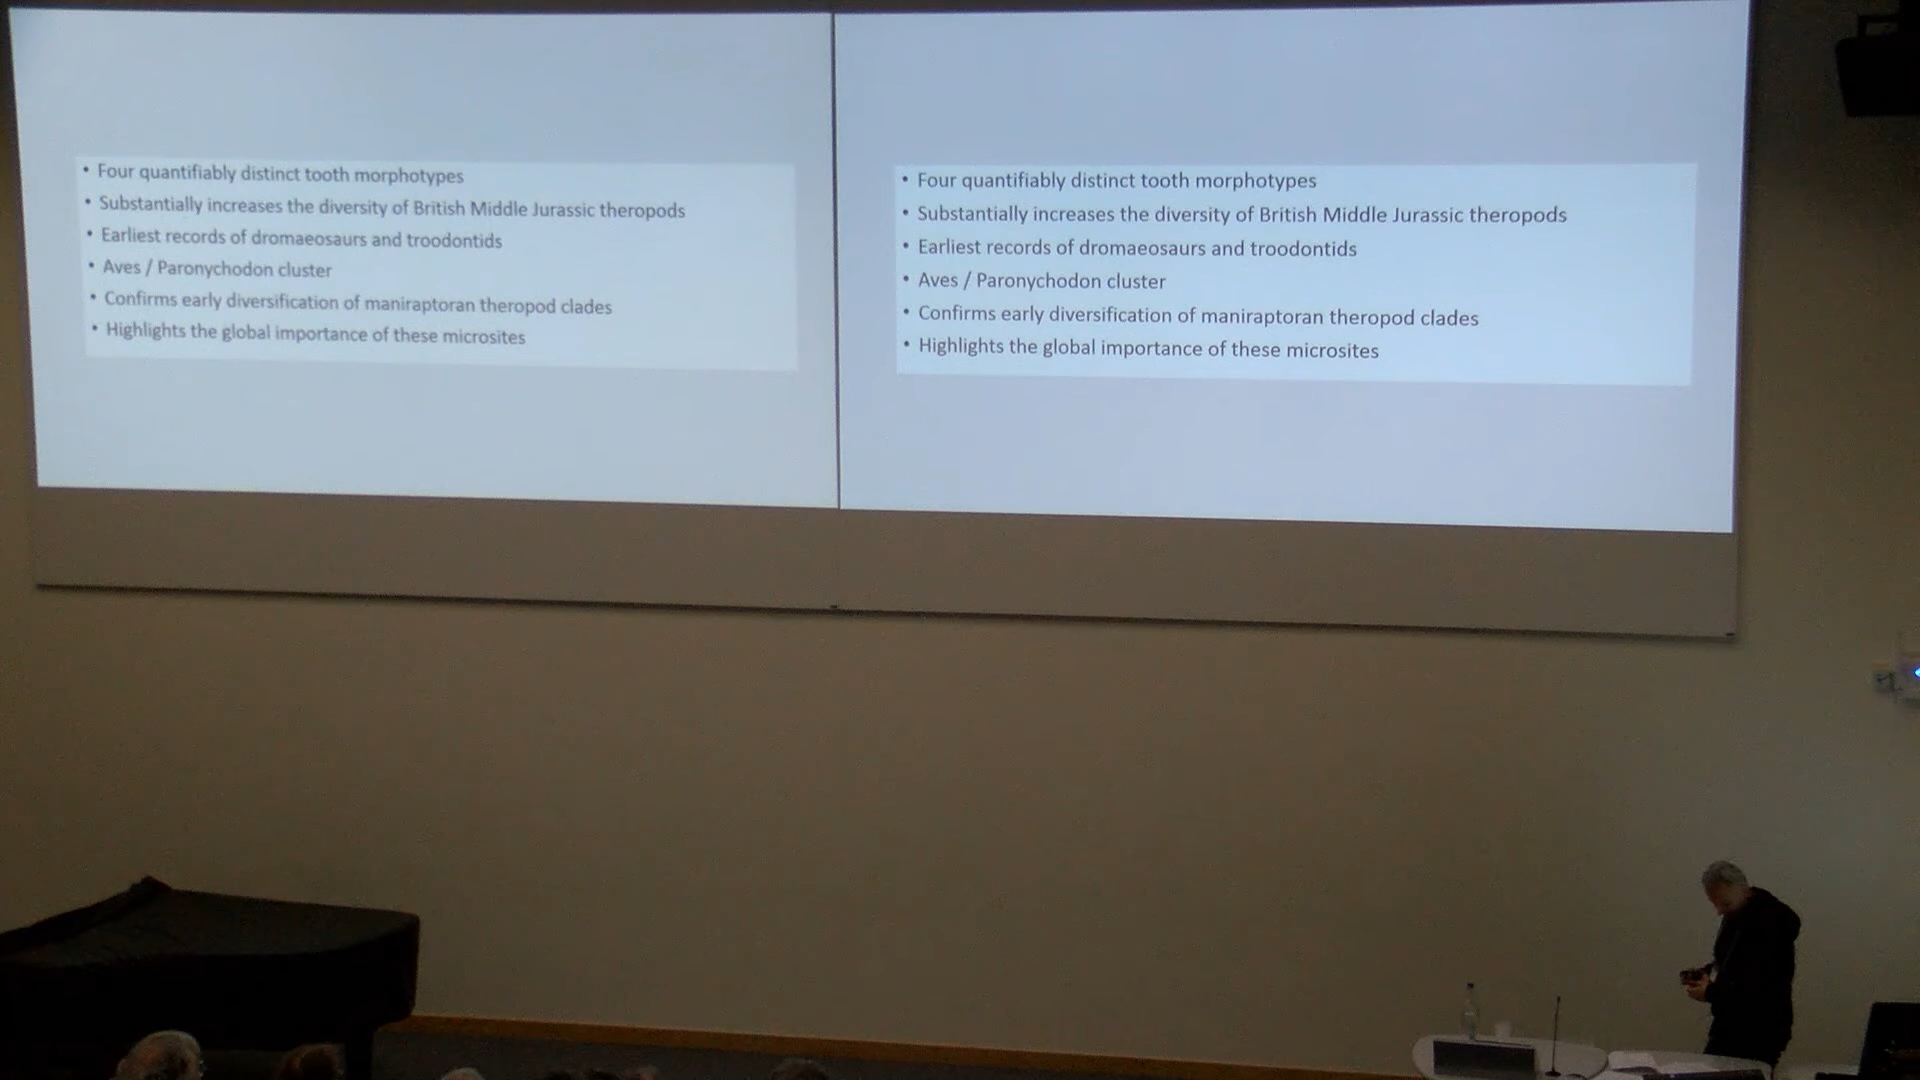 • Four quantifiably distinct tooth morphotypes
• Substantially increases the diversity of British Middle Jurassic theropods
• Earliest records of dromaeosaurs and troodontids
• Aves / Paronychodon cluster
• Confirms early diversification of maniraptoran theropod clades
• Highlights the global importance of these microsites
• Four quantifiably distinct tooth morphotypes
• Substantially increases the diversity of British Middle Jurassic theropods
• Earliest records of dromaeosaurs and troodontids
• Aves / Paronychodon cluster
• Confirms early diversification of maniraptoran theropod clades
• Highlights the global importance of these microsites